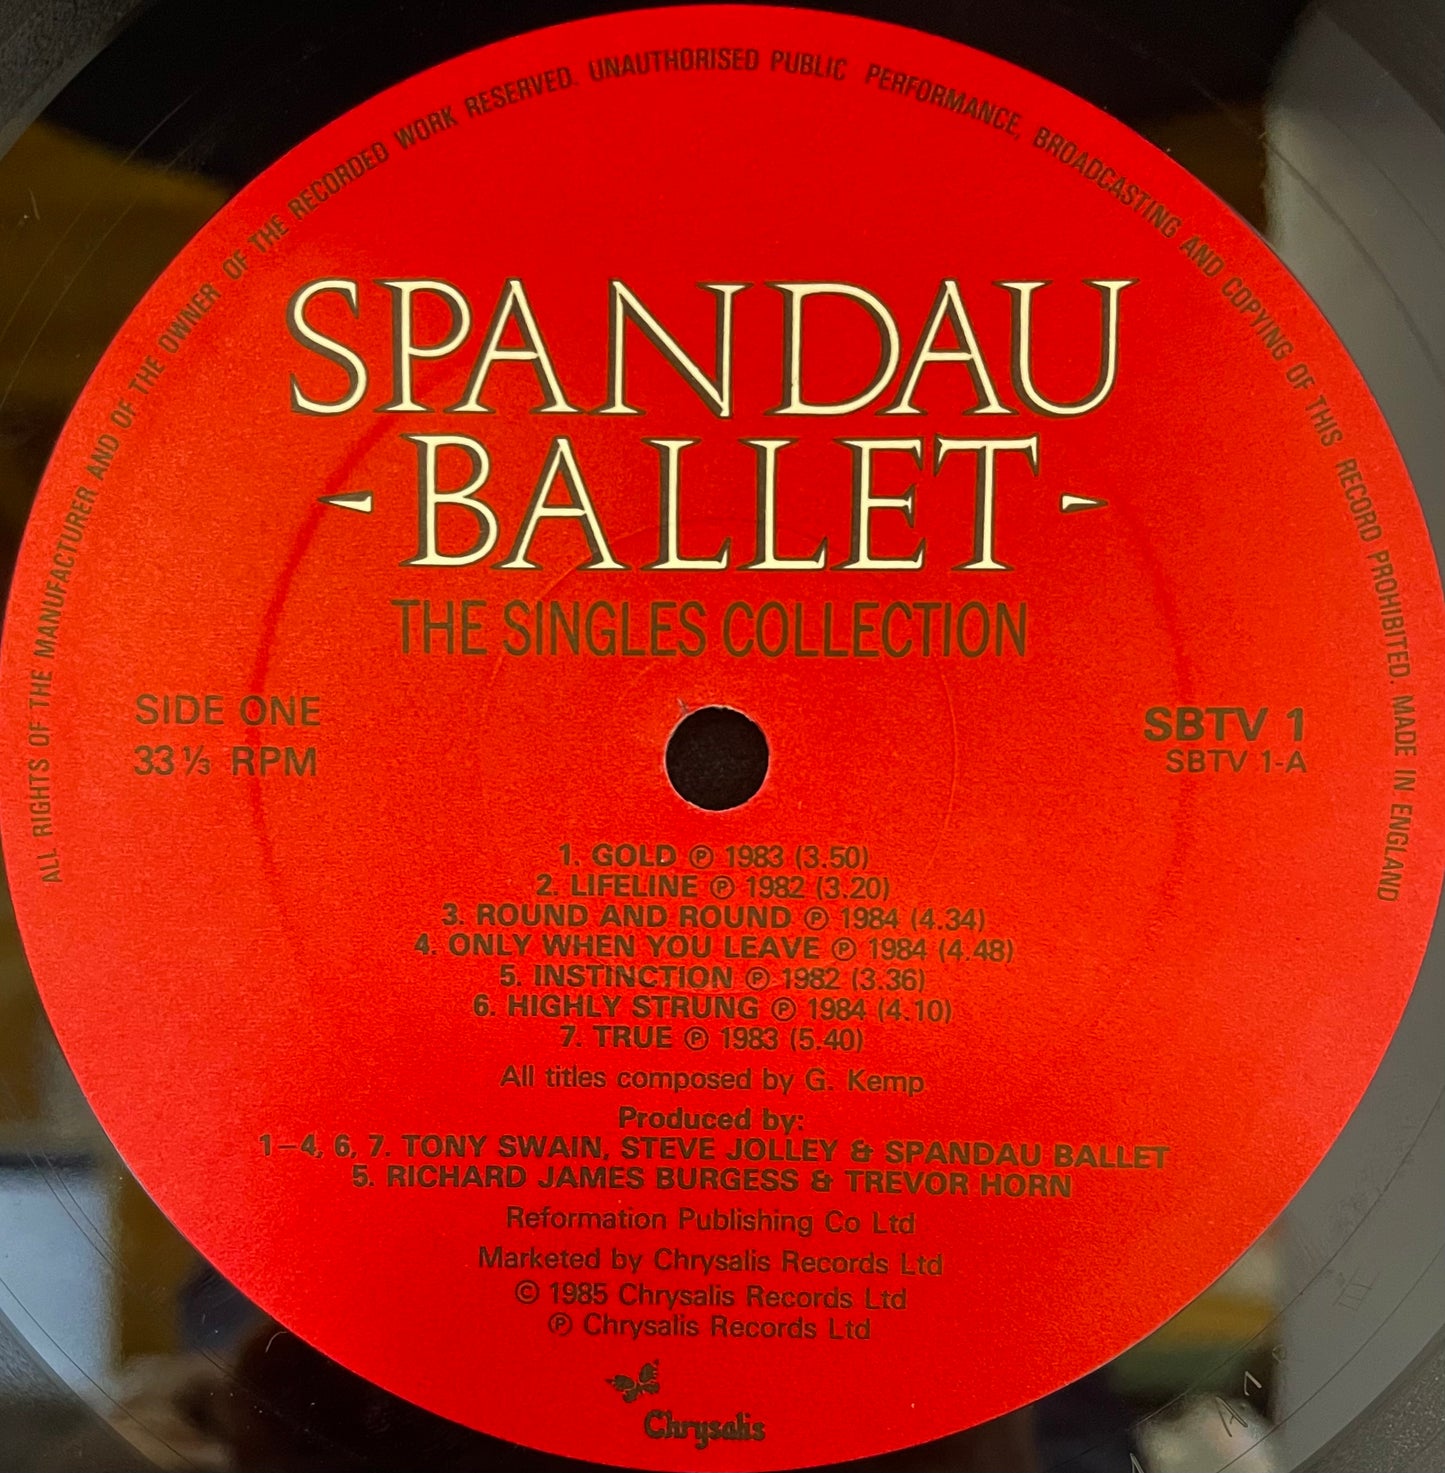 ALL RIGHTS OF THE MANUFACTURER AND OF THE OWNER OF THE RECORDED WORK RESERVED. UNAUTHORISED PUBLIC PERFORMANCE, BROADCASTING AND COPYING OF THIS RECORD PROHIBITED. MADE IN ENGLAND
SPANDAU
-BALLET-
THE SINGLES COLLECTION
SIDE ONE
33⅓ RPM
SBTV 1
SBTV 1-A
1. GOLD ℗ 1983 (3.50)
2. LIFELINE ℗ 1982 (3.20)
3. ROUND AND ROUND ℗ 1984 (4.34)
4. ONLY WHEN YOU LEAVE ℗ 1984 (4.48)
5. INSTINCTION ℗ 1982 (3.36)
6. HIGHLY STRUNG ℗ 1984 (4.10)
7. TRUE ℗ 1983 (5.40)
All titles composed by G. Kemp
Produced by:
1–4, 6, 7. TONY SWAIN, STEVE JOLLEY & SPANDAU BALLET
5. RICHARD JAMES BURGESS & TREVOR HORN
Reformation Publishing Co Ltd
Marketed by Chrysalis Records Ltd
© 1985 Chrysalis Records Ltd
℗ Chrysalis Records Ltd
Chrysalis